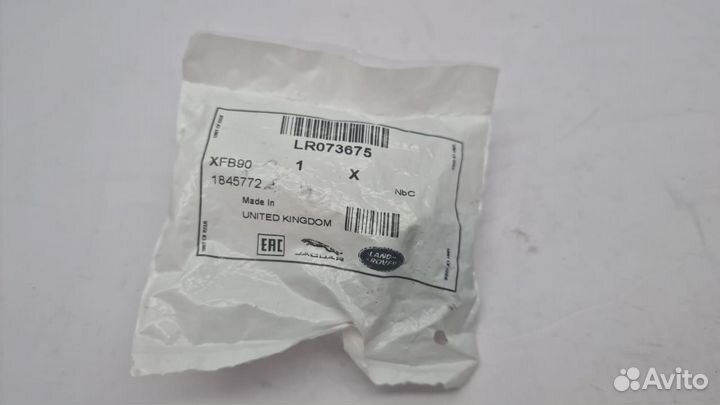 LR073675
XFB90 1 X
1845772 NbC
Made In
UNITED KINGDOM
EAC JAGUAR LAND-ROVER
Avito